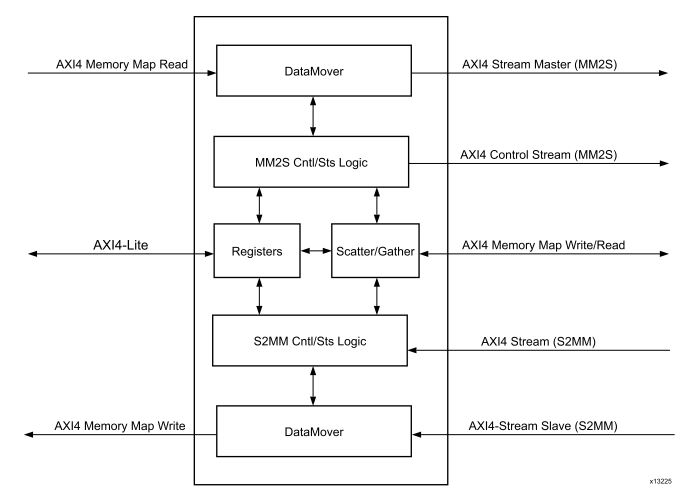 AXI4 Memory Map Read
DataMover
AXI4 Stream Master (MM2S)
MM2S Cntl/Sts Logic
AXI4 Control Stream (MM2S)
AXI4-Lite
Registers
Scatter/Gather
AXI4 Memory Map Write/Read
S2MM Cntl/Sts Logic
AXI4 Stream (S2MM)
AXI4 Memory Map Write
DataMover
AXI4-Stream Slave (S2MM)
x13225